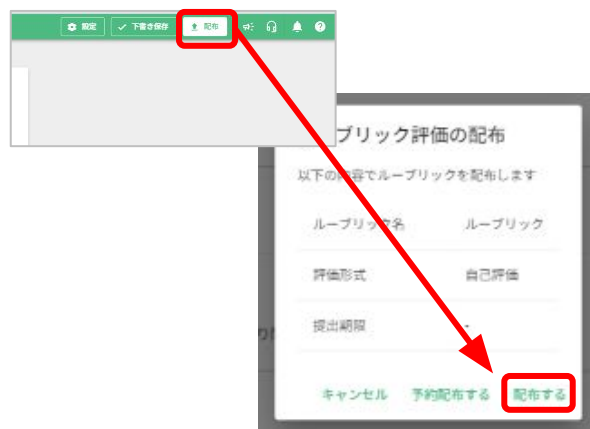 設定 下書き保存 配布
ブリック評価の配布
以下の内容でルーブリックを配布します
ルーブリック名 ルーブリック
評価形式 自己評価
提出期限 -
キャンセル 予約配布する 配布する